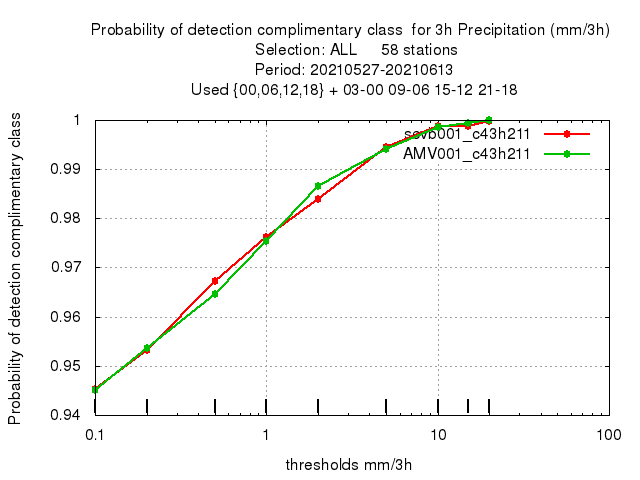 Probability of detection complimentary class  for 3h Precipitation (mm/3h)
Selection: ALL     58 stations
Period: 20210527-20210613
Used {00,06,12,18} + 03-00 09-06 15-12 21-18
Probability of detection complimentary class
1
0.99
0.98
0.97
0.96
0.95
0.94
0.1
1
10
100
thresholds mm/3h
AMV001_c43h211